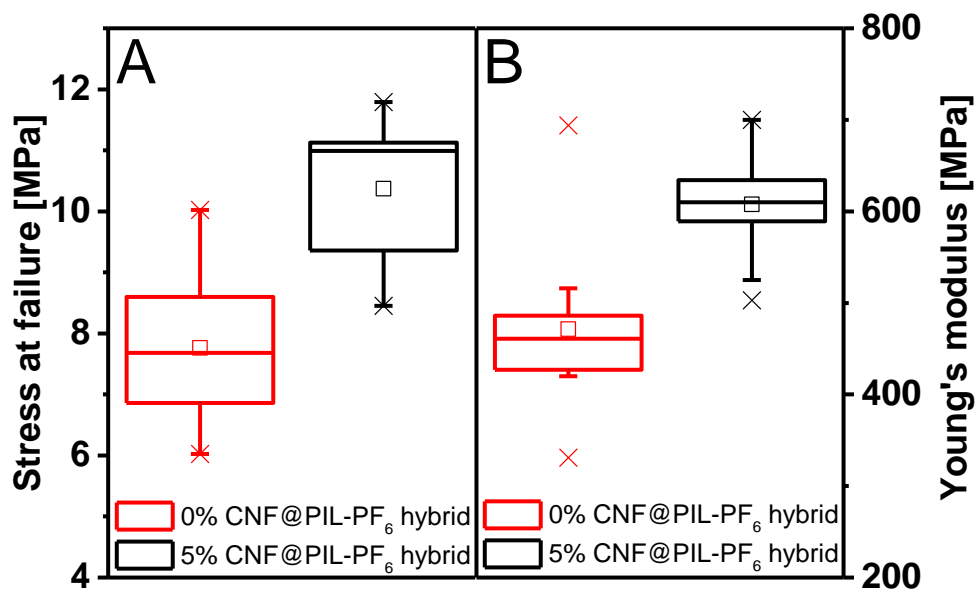 A
B
Stress at failure [MPa]
12
10
8
6
4
800
600
400
200
Young's modulus [MPa]
0% CNF@PIL-PF₆ hybrid
5% CNF@PIL-PF₆ hybrid
0% CNF@PIL-PF₆ hybrid
5% CNF@PIL-PF₆ hybrid